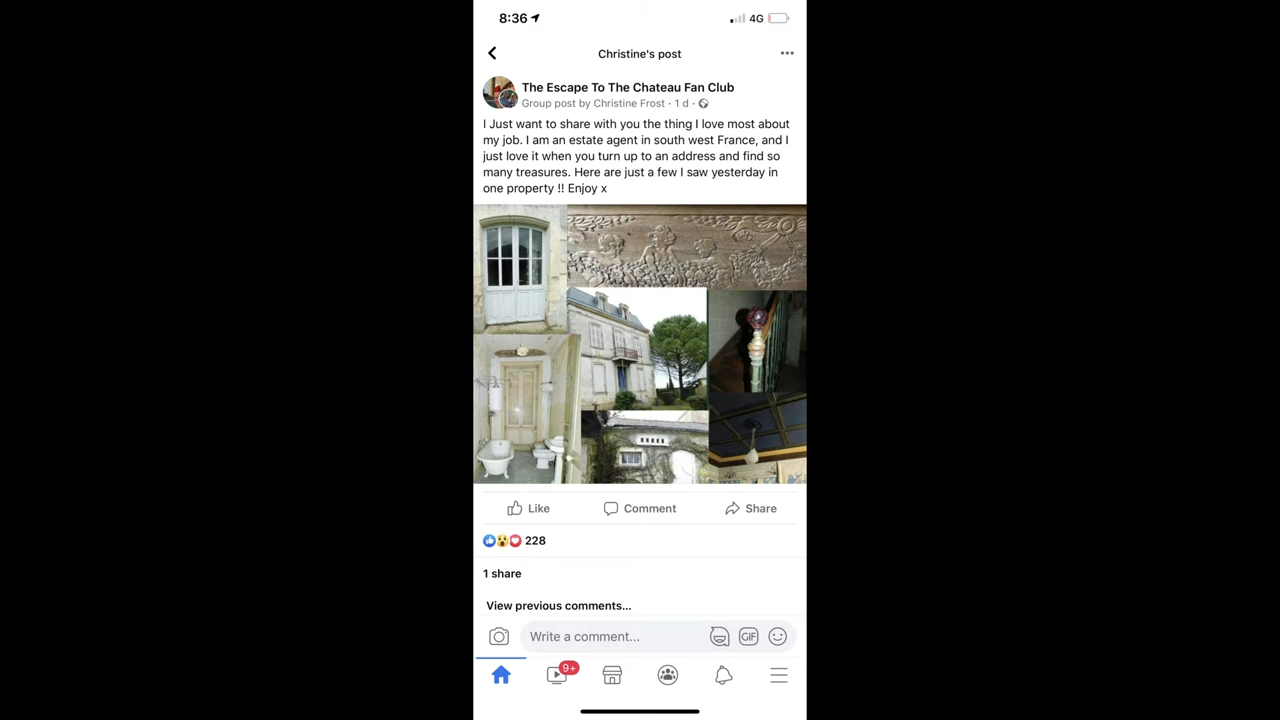 8:36
4G
Christine's post
The Escape To The Chateau Fan Club
Group post by Christine Frost · 1 d ·
I Just want to share with you the thing I love most about
my job. I am an estate agent in south west France, and I
just love it when you turn up to an address and find so
many treasures. Here are just a few I saw yesterday in
one property !! Enjoy x
Like
Comment
Share
228
1 share
View previous comments...
Write a comment...
GIF
9+